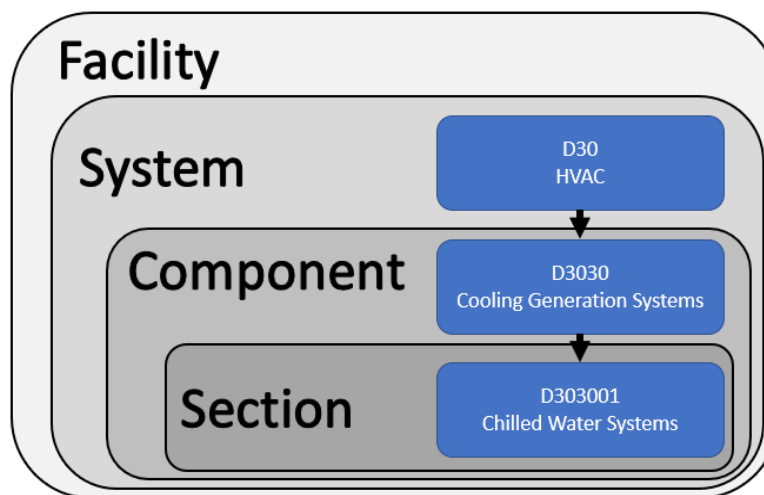 Facility
System
D30
HVAC
Component
D3030
Cooling Generation Systems
Section
D303001
Chilled Water Systems